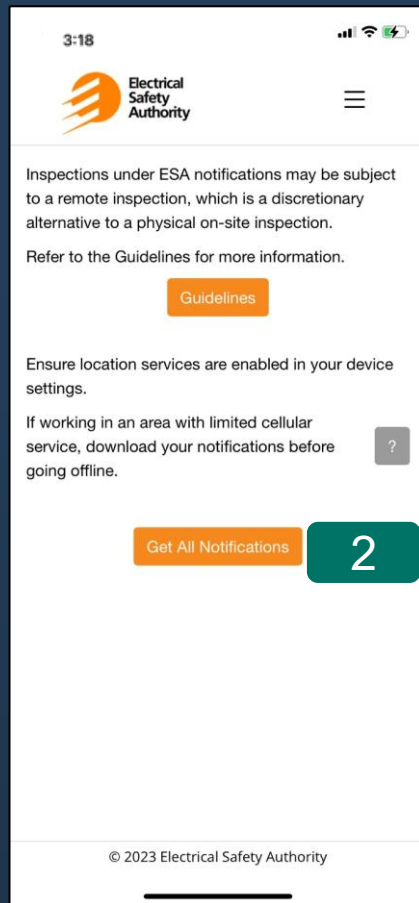 3:18
Electrical
Safety
Authority
Inspections under ESA notifications may be subject
to a remote inspection, which is a discretionary
alternative to a physical on-site inspection.
Refer to the Guidelines for more information.
Guidelines
Ensure location services are enabled in your device
settings.
If working in an area with limited cellular
service, download your notifications before
going offline.
?
Get All Notifications
2
© 2023 Electrical Safety Authority